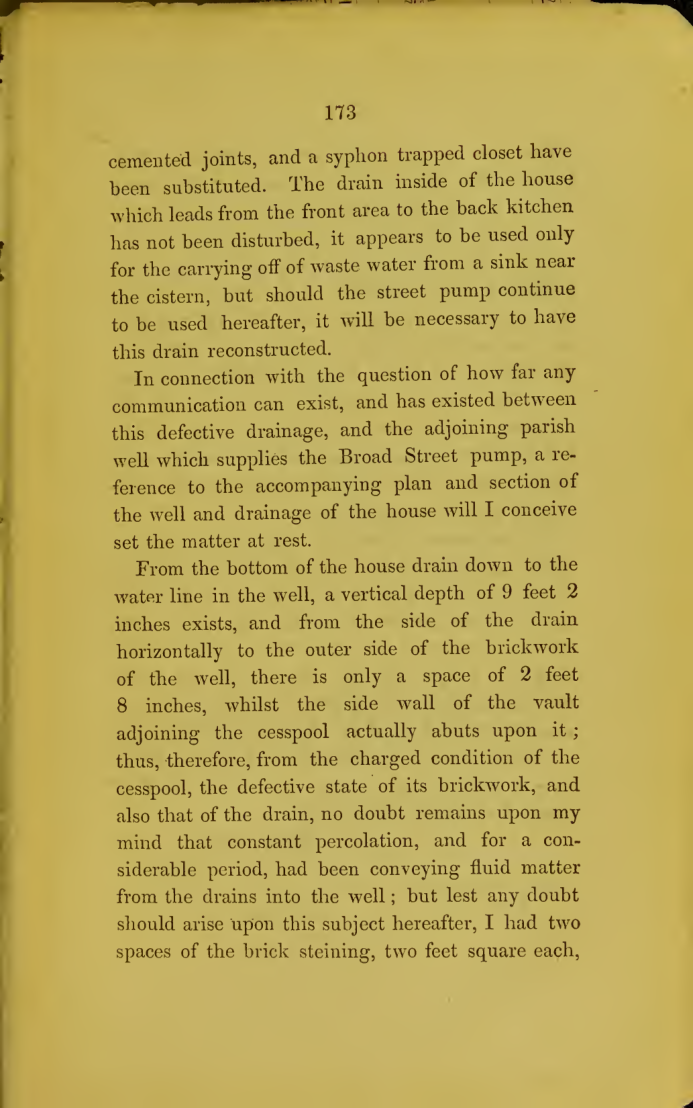 173
cemented joints, and a syphon trapped closet have
been substituted. The drain inside of the house
which leads from the front area to the back kitchen
has not been disturbed, it appears to be used only
for the carrying off of waste water from a sink near
the cistern, but should the street pump continue
to be used hereafter, it will be necessary to have
this drain reconstructed.
In connection with the question of how far any
communication can exist, and has existed between
this defective drainage, and the adjoining parish
well which supplies the Broad Street pump, a re-
ference to the accompanying plan and section of
the well and drainage of the house will I conceive
set the matter at rest.
From the bottom of the house drain down to the
water line in the well, a vertical depth of 9 feet 2
inches exists, and from the side of the drain
horizontally to the outer side of the brickwork
of the well, there is only a space of 2 feet
8 inches, whilst the side wall of the vault
adjoining the cesspool actually abuts upon it ;
thus, therefore, from the charged condition of the
cesspool, the defective state of its brickwork, and
also that of the drain, no doubt remains upon my
mind that constant percolation, and for a con-
siderable period, had been conveying fluid matter
from the drains into the well ; but lest any doubt
should arise upon this subject hereafter, I had two
spaces of the brick steining, two feet square each,